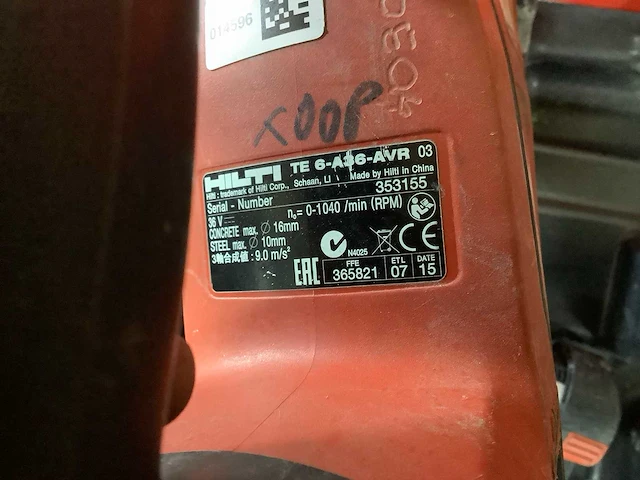 014596
XOOP
HILTI TE 6-A36-AVR 03
Hilti : trademark of Hilti Corp., Schaan, LI Made by Hilti in China
Serial - Number 353155
36 V n₀= 0-1040 /min (RPM)
CONCRETE max. Ø 16mm
STEEL max. Ø 10mm
3軸合成値: 9.0 m/s²
N4025
CE
EAC
FFE ETL DATE
365821 07 15